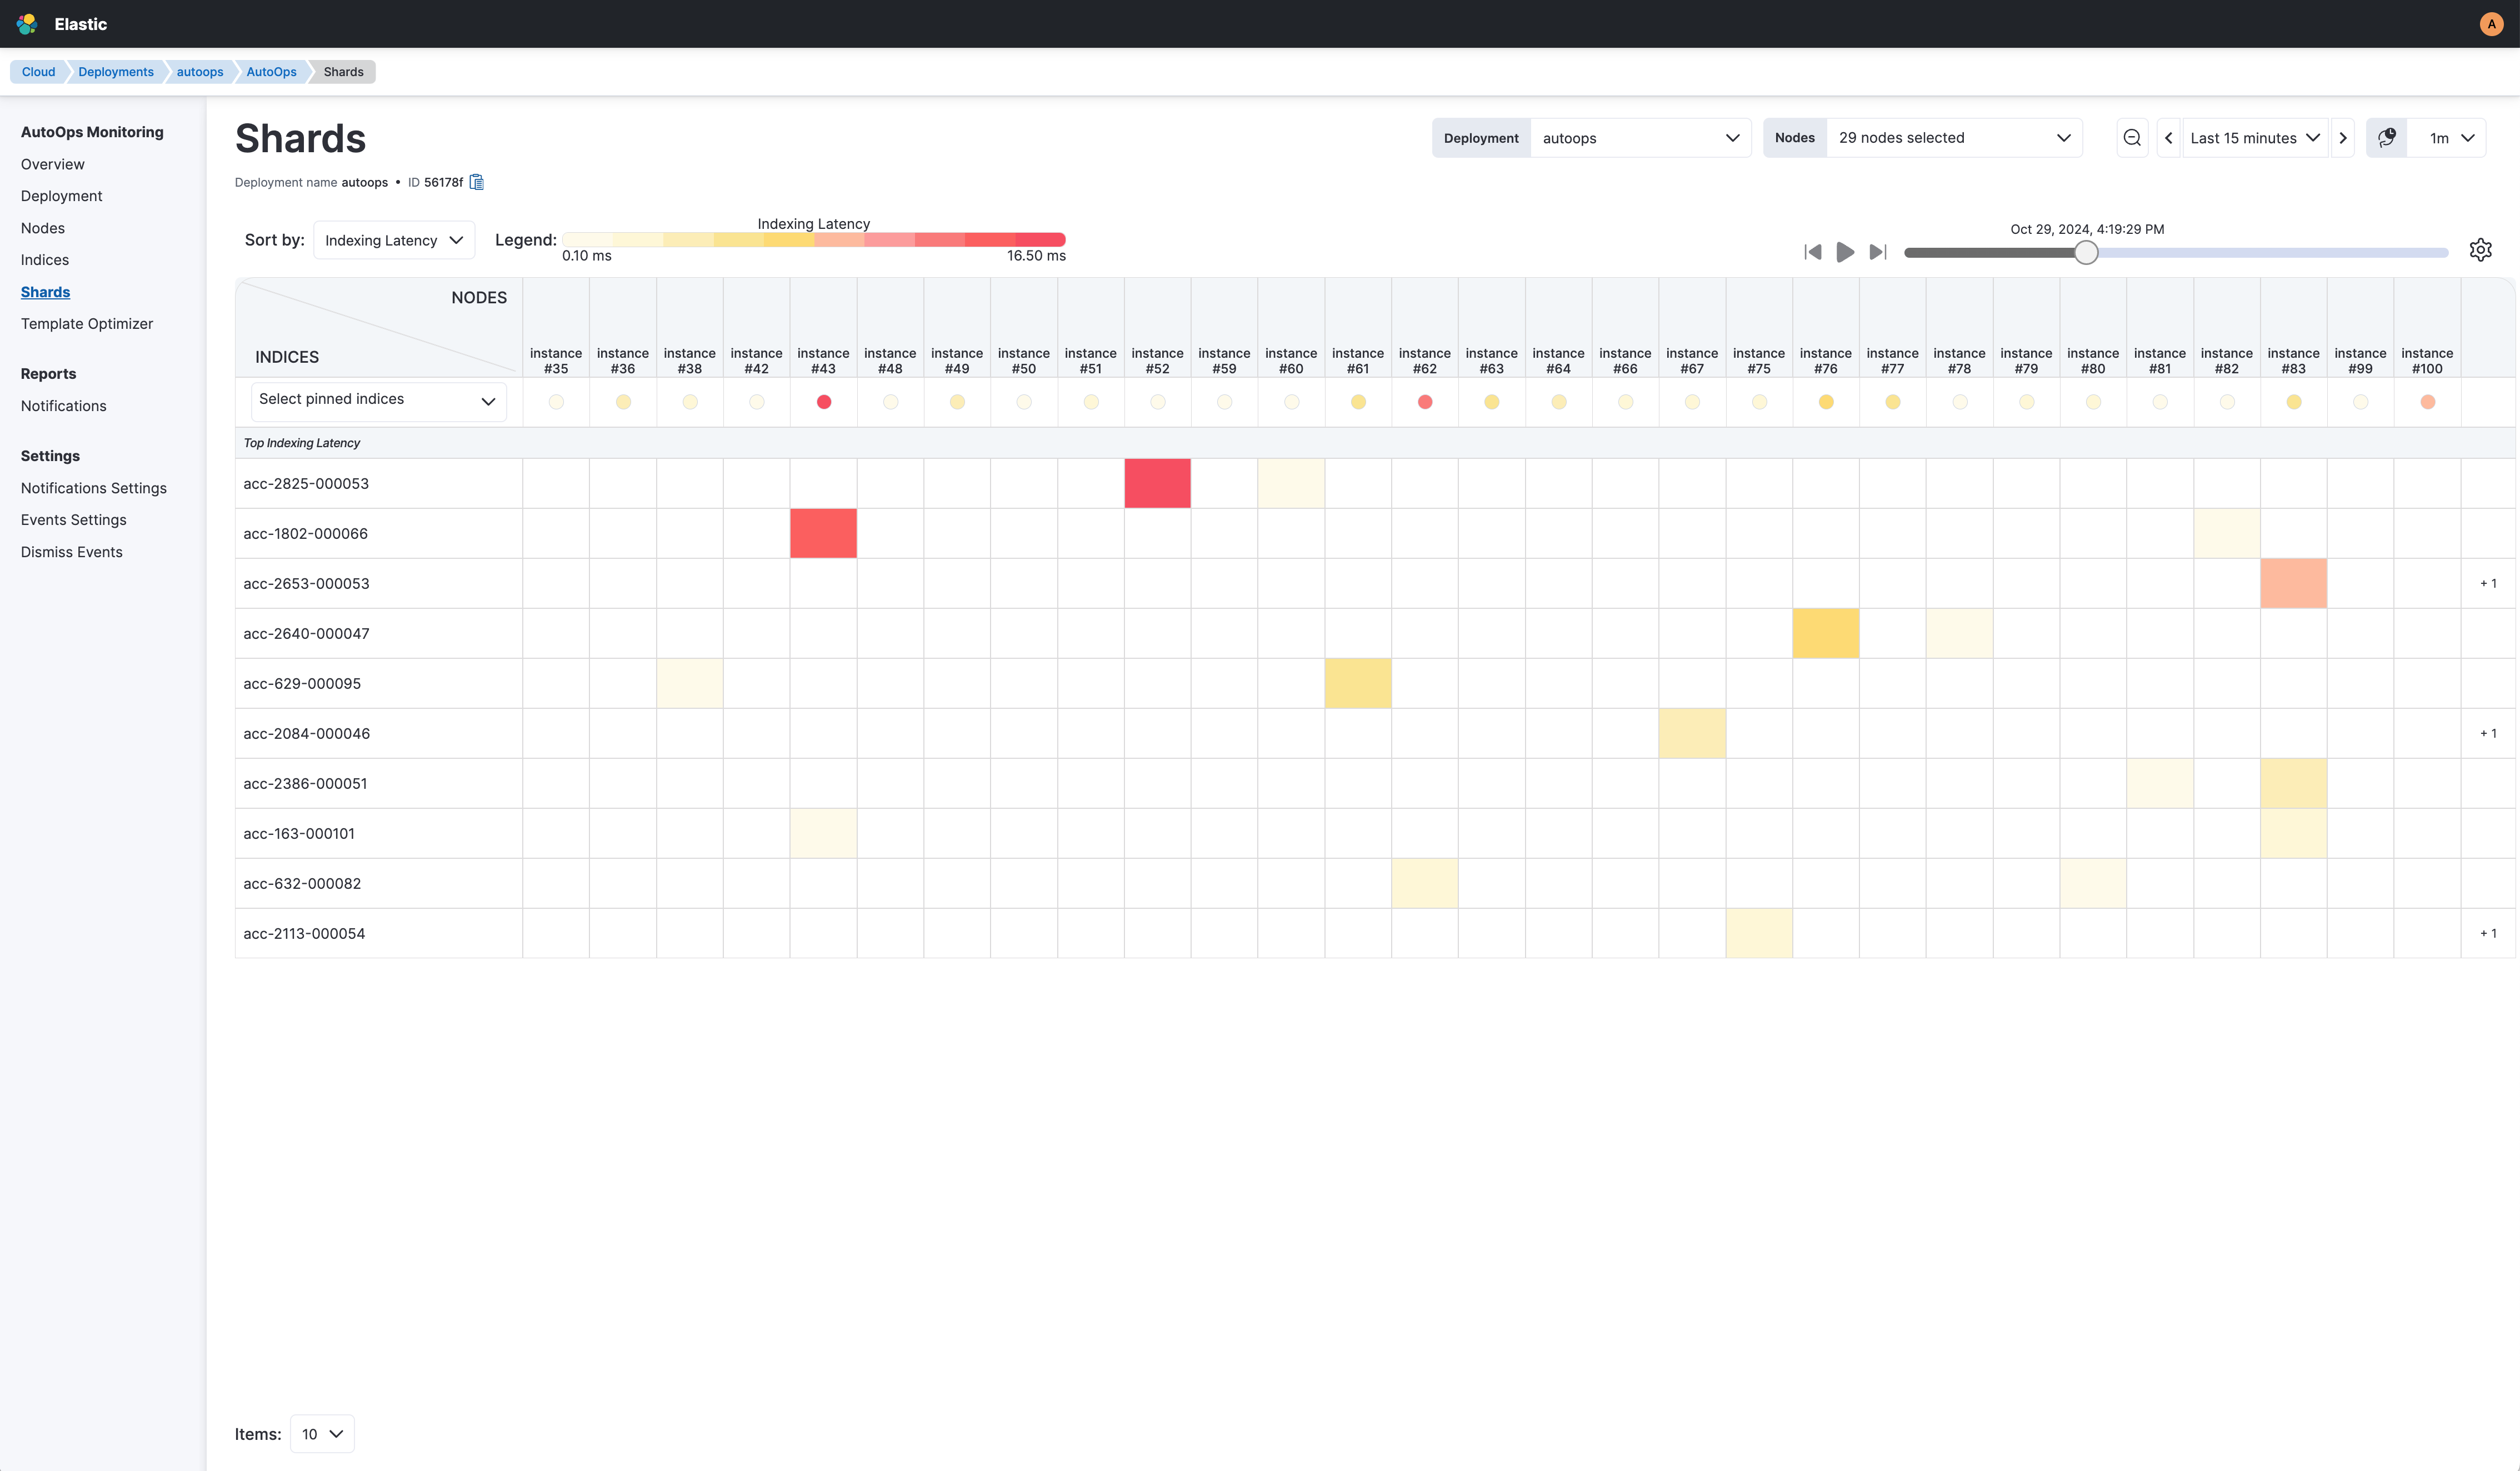 Elastic
A
Cloud
Deployments
autoops
AutoOps
Shards
AutoOps Monitoring
Overview
Deployment
Nodes
Indices
Shards
Template Optimizer
Reports
Notifications
Settings
Notifications Settings
Events Settings
Dismiss Events
Shards
Deployment name autoops • ID 56178f
Deployment autoops
Nodes 29 nodes selected
Last 15 minutes
1m
Sort by: Indexing Latency
Legend:
Indexing Latency
0.10 ms 16.50 ms
Oct 29, 2024, 4:19:29 PM
NODES
INDICES
instance #35
instance #36
instance #38
instance #42
instance #43
instance #48
instance #49
instance #50
instance #51
instance #52
instance #59
instance #60
instance #61
instance #62
instance #63
instance #64
instance #66
instance #67
instance #75
instance #76
instance #77
instance #78
instance #79
instance #80
instance #81
instance #82
instance #83
instance #99
instance #100
Select pinned indices
Top Indexing Latency
acc-2825-000053
acc-1802-000066
acc-2653-000053 + 1
acc-2640-000047
acc-629-000095
acc-2084-000046 + 1
acc-2386-000051
acc-163-000101
acc-632-000082
acc-2113-000054 + 1
Items: 10